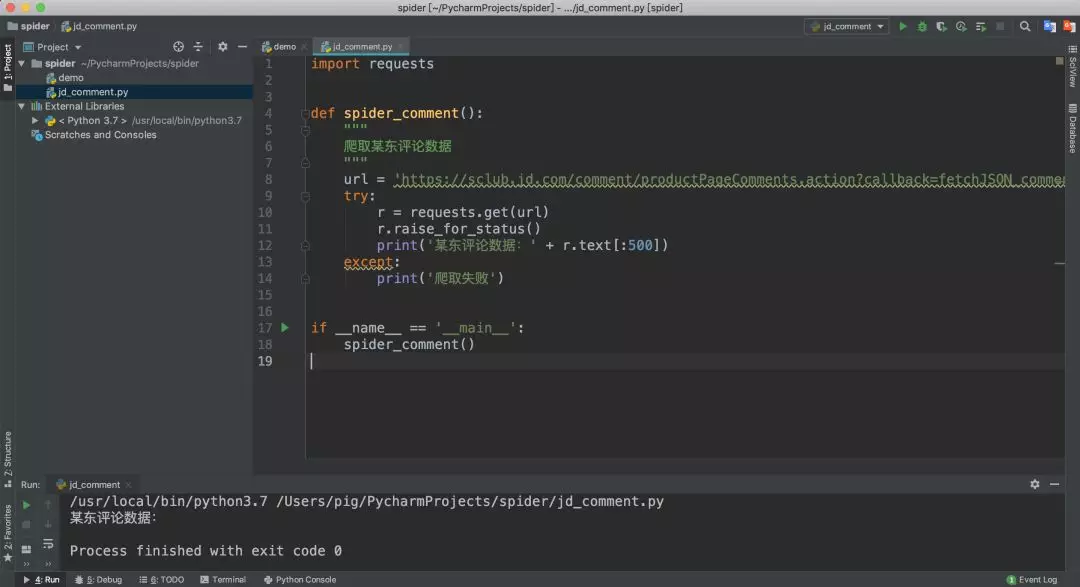 spider [~/PycharmProjects/spider] - .../jd_comment.py [spider]
spider jd_comment.py
jd_comment
Project
demo
jd_comment.py
1: Project
spider ~/PycharmProjects/spider
demo
jd_comment.py
External Libraries
< Python 3.7 > /usr/local/bin/python3.7
Scratches and Consoles
1 import requests
2
3
4 def spider_comment():
5 """
6 爬取某东评论数据
7 """
8 url = 'https://sclub.jd.com/comment/productPageComments.action?callback=fetchJSON_comme
9 try:
10 r = requests.get(url)
11 r.raise_for_status()
12 print('某东评论数据：' + r.text[:500])
13 except:
14 print('爬取失败')
15
16
17 if __name__ == '__main__':
18 spider_comment()
19
SciView
Database
7: Structure
2: Favorites
Run: jd_comment
/usr/local/bin/python3.7 /Users/pig/PycharmProjects/spider/jd_comment.py
某东评论数据：
Process finished with exit code 0
4: Run 5: Debug 6: TODO Terminal Python Console 1 Event Log